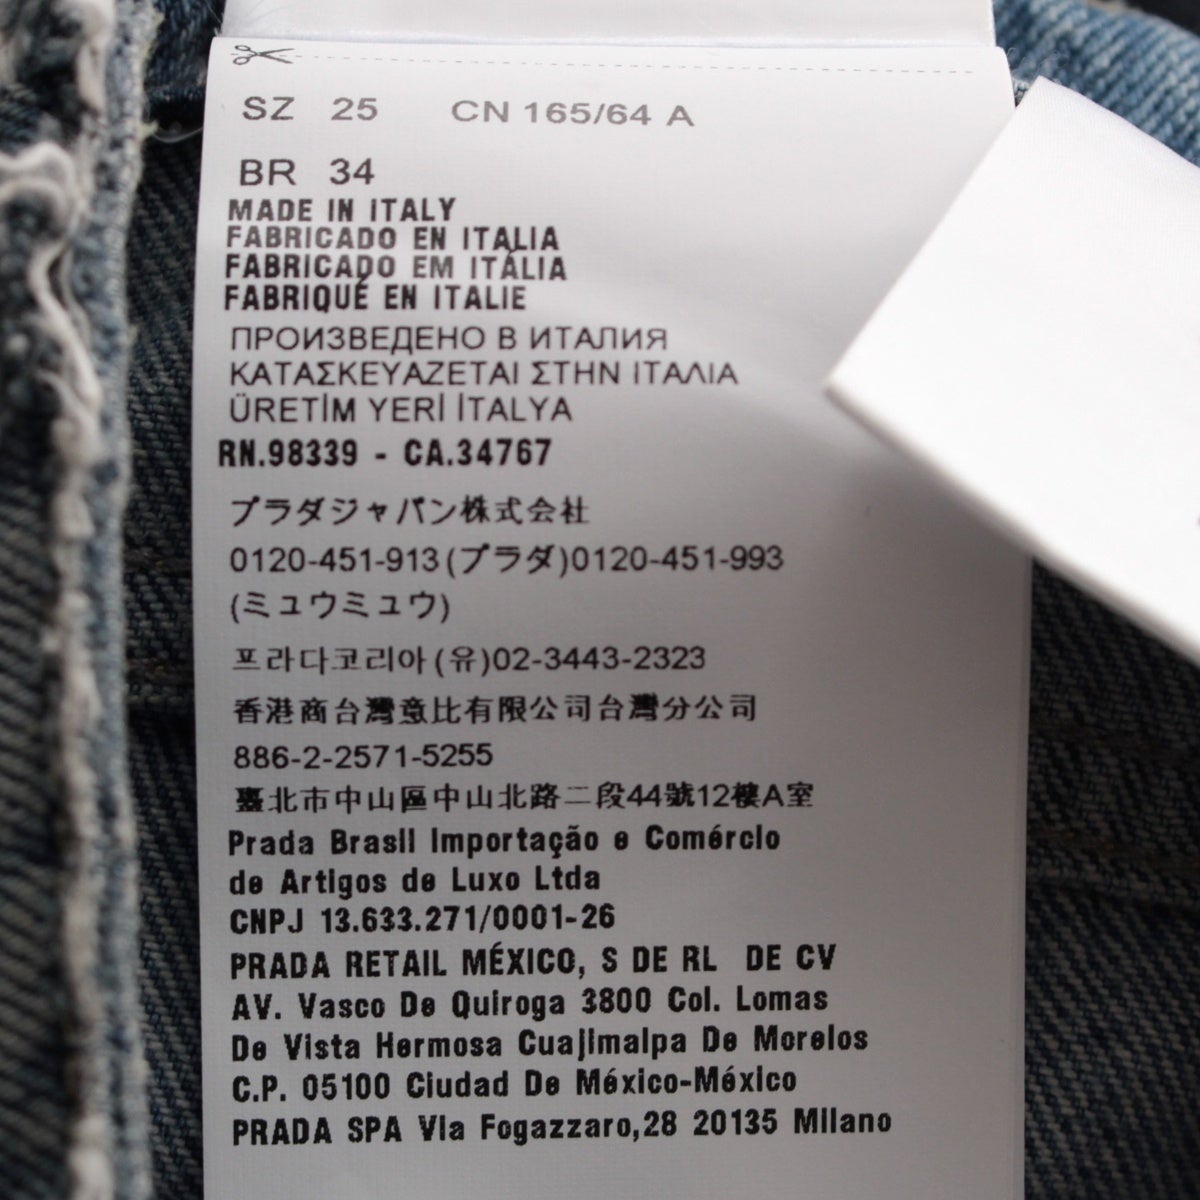 SZ 25 CN 165/64 A
BR 34
MADE IN ITALY
FABRICADO EN ITALIA
FABRICADO EM ITÁLIA
FABRIQUÉ EN ITALIE
ПРОИЗВЕДЕНО В ИТАЛИЯ
ΚΑΤΑΣΚΕΥΑΖΕΤΑΙ ΣΤΗΝ ΙΤΑΛΙΑ
ÜRETİM YERİ İTALYA
RN.98339 - CA.34767
プラダジャパン株式会社
0120-451-913(プラダ)0120-451-993
(ミュウミュウ)
프라다코리아(유)02-3443-2323
香港商台灣意比有限公司台灣分公司
886-2-2571-5255
臺北市中山區中山北路二段44號12樓A室
Prada Brasil Importação e Comércio
de Artigos de Luxo Ltda
CNPJ 13.633.271/0001-26
PRADA RETAIL MÉXICO, S DE RL DE CV
AV. Vasco De Quiroga 3800 Col. Lomas
De Vista Hermosa Cuajimalpa De Morelos
C.P. 05100 Ciudad De México-México
PRADA SPA Via Fogazzaro,28 20135 Milano